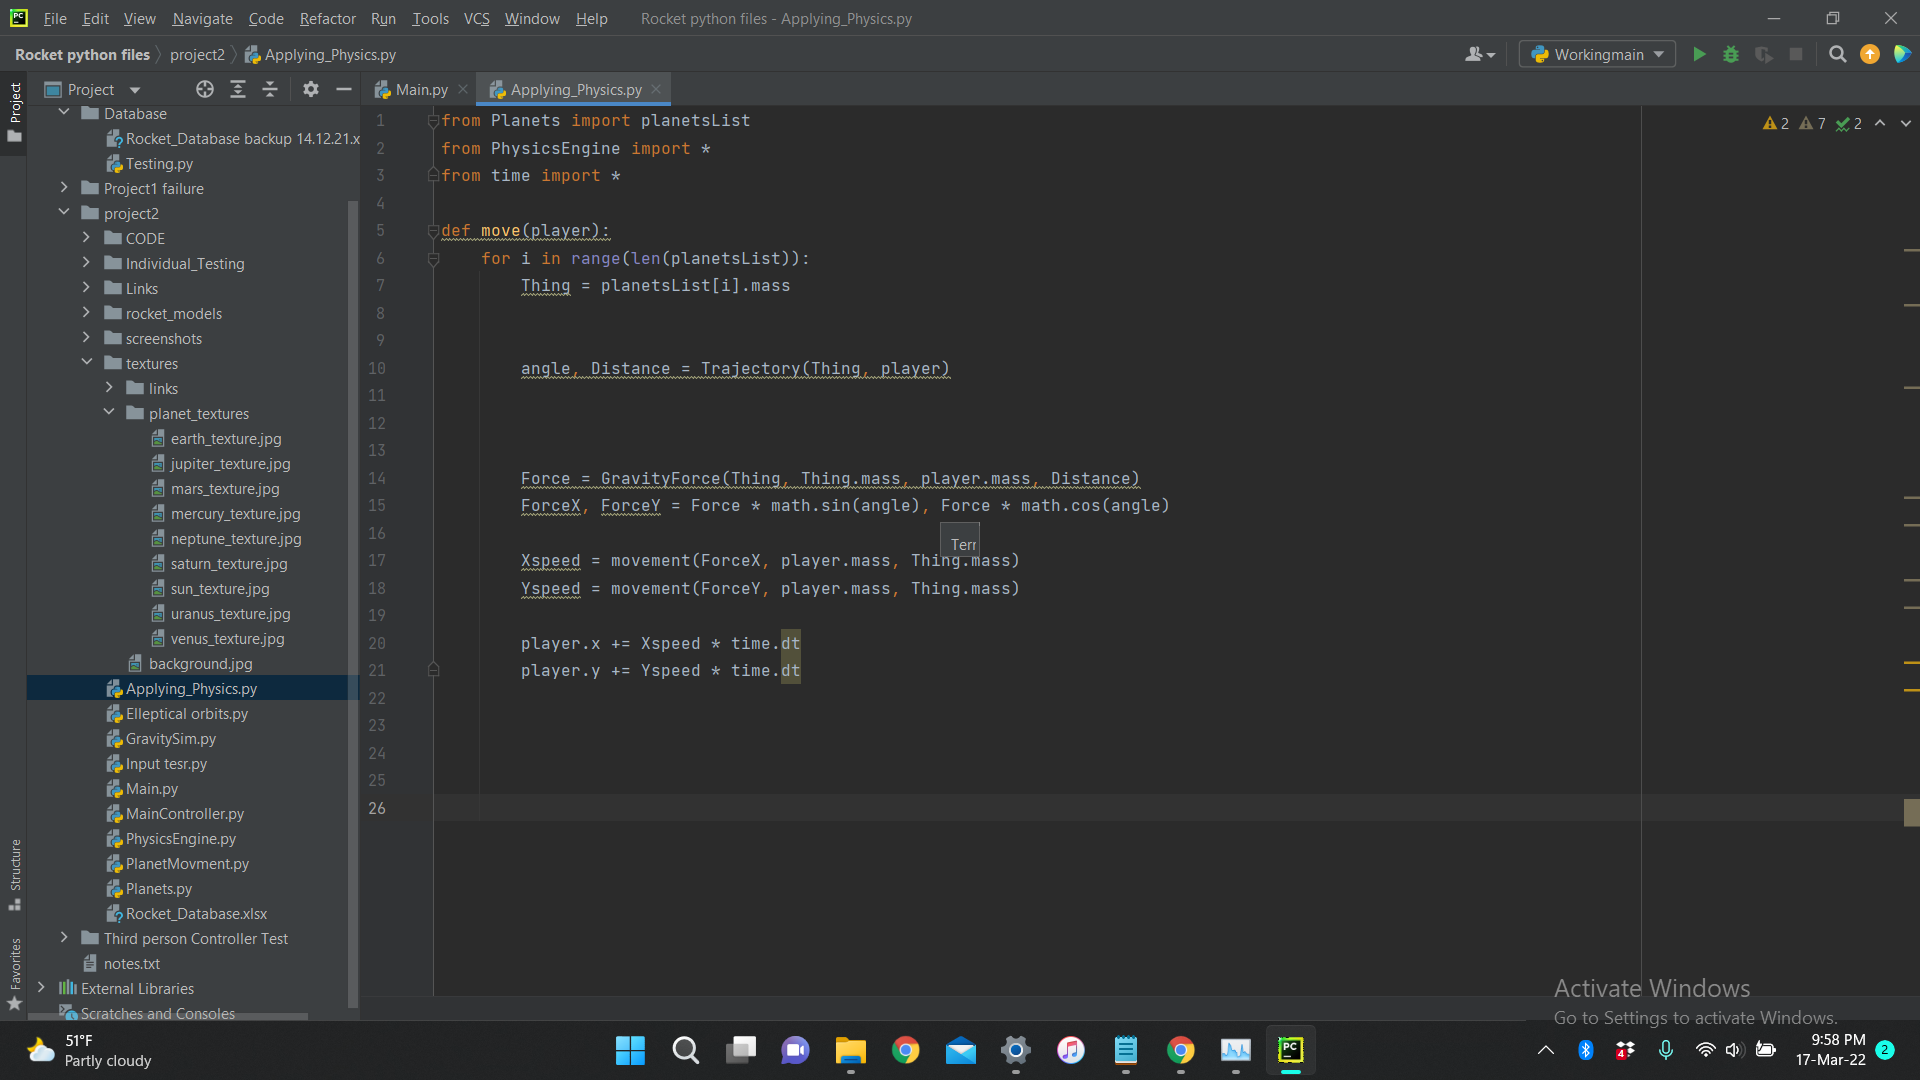 File Edit View Navigate Code Refactor Run Tools VCS Window Help Rocket python files - Applying_Physics.py
Rocket python files project2 Applying_Physics.py Workingmain
Project Main.py Applying_Physics.py
Project
Database
Rocket_Database backup 14.12.21.x
Testing.py
Project1 failure
project2
CODE
Individual_Testing
Links
rocket_models
screenshots
textures
links
planet_textures
earth_texture.jpg
jupiter_texture.jpg
mars_texture.jpg
mercury_texture.jpg
neptune_texture.jpg
saturn_texture.jpg
sun_texture.jpg
uranus_texture.jpg
venus_texture.jpg
background.jpg
Applying_Physics.py
Elleptical orbits.py
GravitySim.py
Input tesr.py
Main.py
MainController.py
PhysicsEngine.py
PlanetMovment.py
Planets.py
Rocket_Database.xlsx
Third person Controller Test
notes.txt
External Libraries
Scratches and Consoles
Structure
Favorites
2 7 2
1 from Planets import planetsList
2 from PhysicsEngine import *
3 from time import *
4
5 def move(player):
6 for i in range(len(planetsList)):
7 Thing = planetsList[i].mass
8
9
10 angle, Distance = Trajectory(Thing, player)
11
12
13
14 Force = GravityForce(Thing, Thing.mass, player.mass, Distance)
15 ForceX, ForceY = Force * math.sin(angle), Force * math.cos(angle)
16
Terr
17 Xspeed = movement(ForceX, player.mass, Thing.mass)
18 Yspeed = movement(ForceY, player.mass, Thing.mass)
19
20 player.x += Xspeed * time.dt
21 player.y += Yspeed * time.dt
22
23
24
25
26
Activate Windows
Go to Settings to activate Windows.
51°F
Partly cloudy
PC
4
9:58 PM
17-Mar-22
2